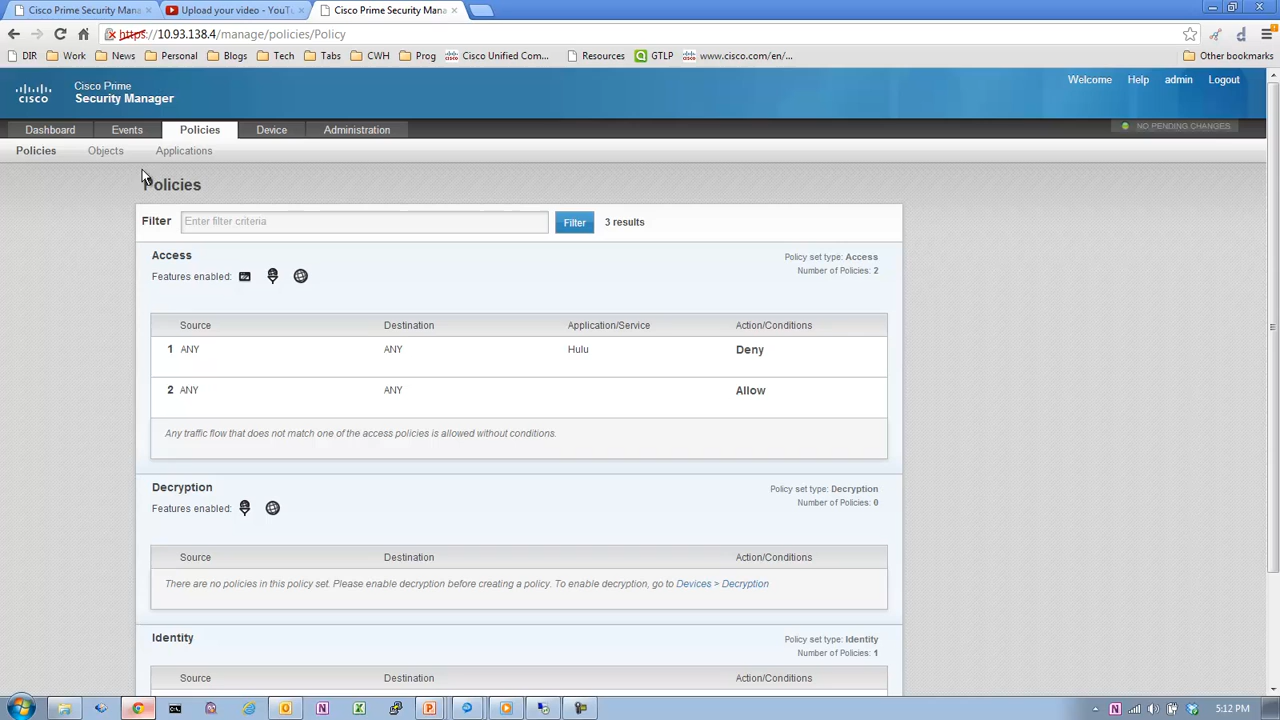 Cisco Prime Security Man
Upload your video - YouTu
Cisco Prime Security Mana
https://10.93.138.4/manage/policies/Policy
DIR Work News Personal Blogs Tech Tabs CWH Prog Cisco Unified Com... Resources GTLP www.cisco.com/en/... Other bookmarks
cisco
Cisco Prime
Security Manager
Welcome Help admin Logout
Dashboard Events Policies Device Administration
NO PENDING CHANGES
Policies Objects Applications
Policies
Filter Enter filter criteria Filter 3 results
Access
Policy set type: Access
Features enabled:
Number of Policies: 2
Source Destination Application/Service Action/Conditions
1 ANY ANY Hulu Deny
2 ANY ANY Allow
Any traffic flow that does not match one of the access policies is allowed without conditions.
Decryption
Policy set type: Decryption
Features enabled:
Number of Policies: 0
Source Destination Action/Conditions
There are no policies in this policy set. Please enable decryption before creating a policy. To enable decryption, go to Devices > Decryption
Identity
Policy set type: Identity
Number of Policies: 1
Source Destination Action/Conditions
5:12 PM